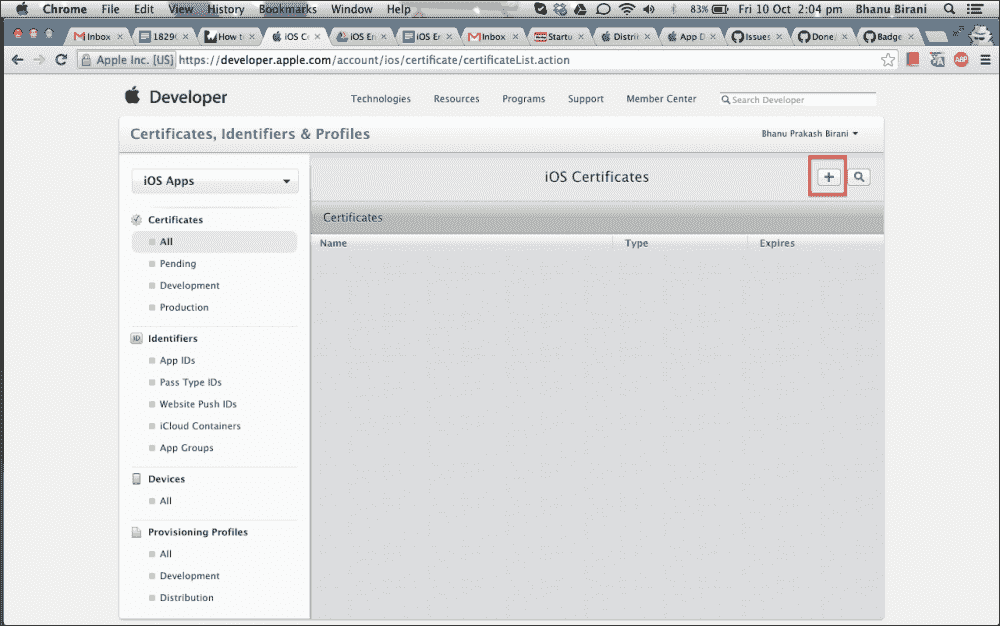 Chrome File Edit View History Bookmarks Window Help 83% Fri 10 Oct 2:04 pm Bhanu Birani
Inbox 1829 How t iOS C iOS En iOS E Inbox Startu Distri App D Issues Done, Badge
Apple Inc. [US] https://developer.apple.com/account/ios/certificate/certificateList.action ABP
Developer Technologies Resources Programs Support Member Center Search Developer
Certificates, Identifiers & Profiles Bhanu Prakash Birani
iOS Apps
iOS Certificates
+
Certificates
All
Pending
Development
Production
ID Identifiers
App IDs
Pass Type IDs
Website Push IDs
iCloud Containers
App Groups
Devices
All
Provisioning Profiles
All
Development
Distribution
Certificates
Name Type Expires